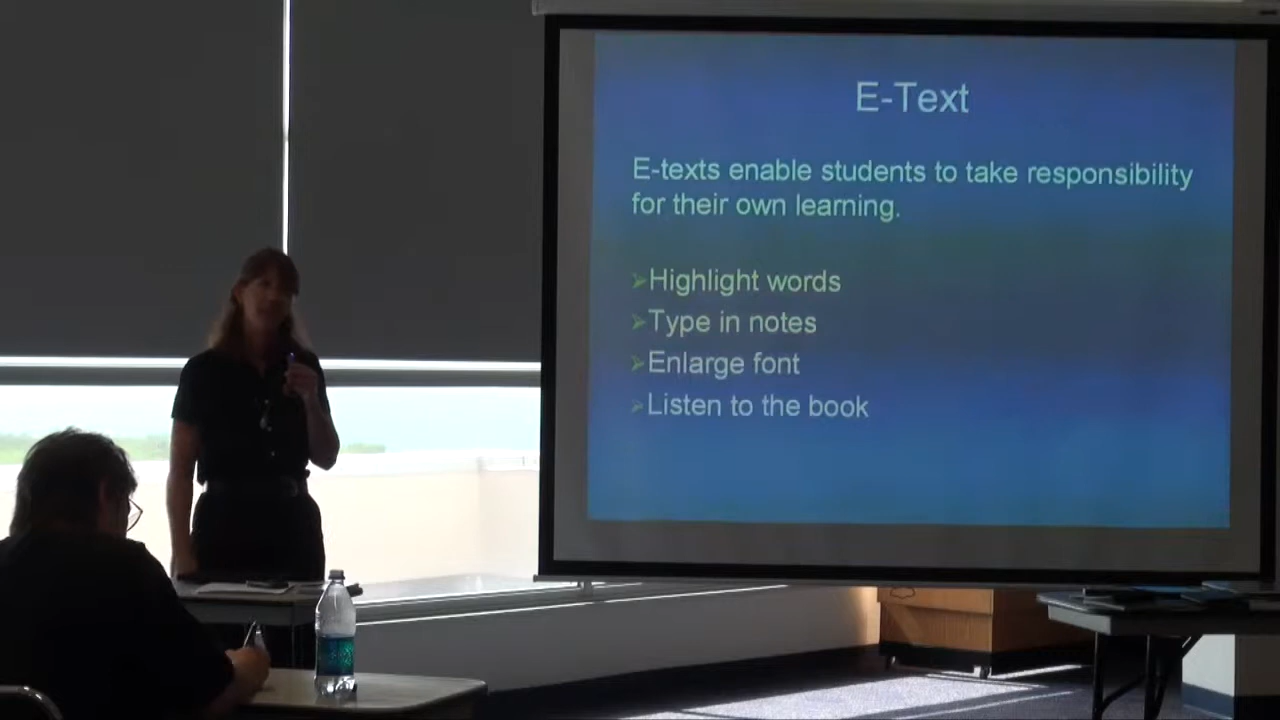 E-Text
E-texts enable students to take responsibility
for their own learning.
➢Highlight words
➢Type in notes
➢Enlarge font
➢Listen to the book